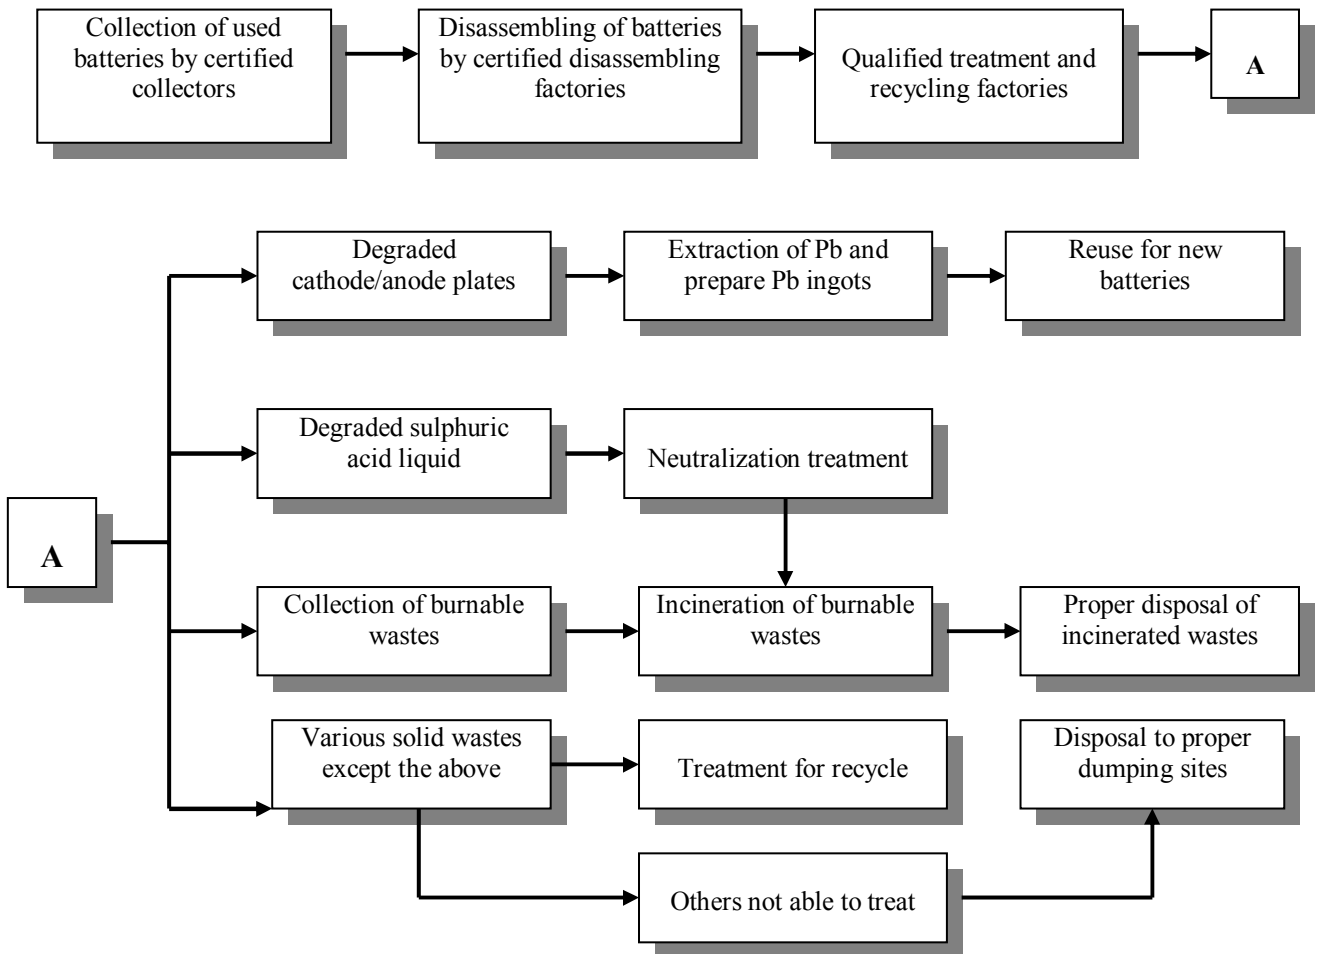 Collection of used
batteries by certified
collectors
Disassembling of batteries
by certified disassembling
factories
Qualified treatment and
recycling factories
A
Degraded
cathode/anode plates
Extraction of Pb and
prepare Pb ingots
Reuse for new
batteries
Degraded sulphuric
acid liquid
Neutralization treatment
A
Collection of burnable
wastes
Incineration of burnable
wastes
Proper disposal of
incinerated wastes
Various solid wastes
except the above
Treatment for recycle
Disposal to proper
dumping sites
Others not able to treat